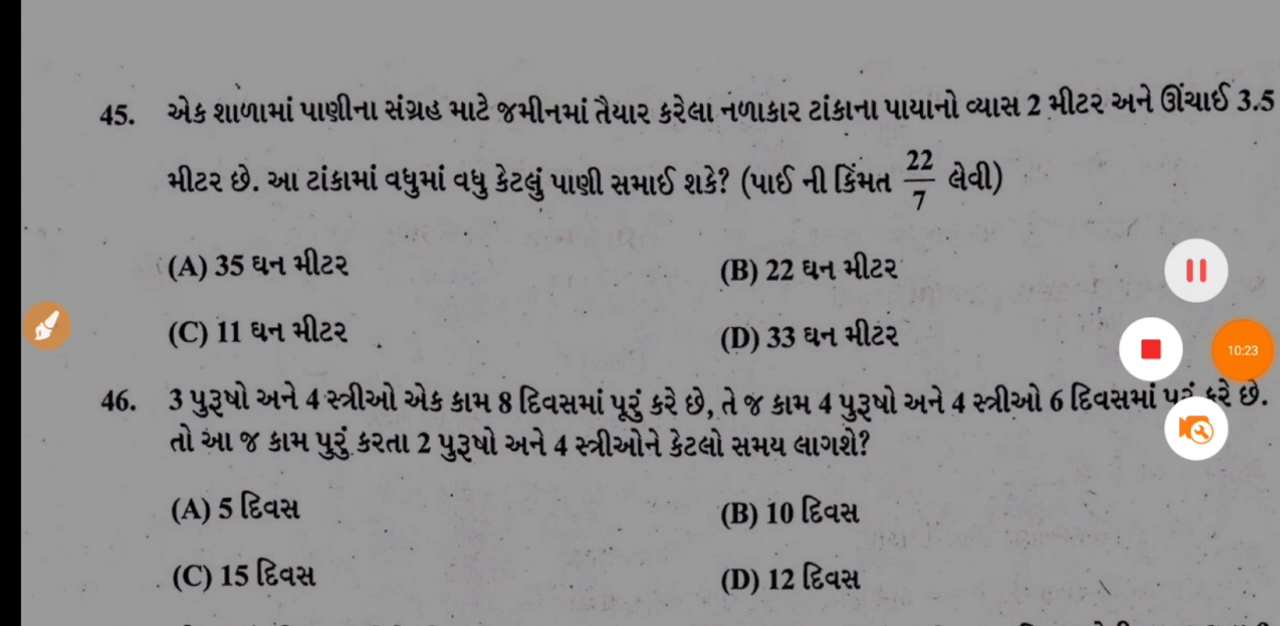 45. એક શાળામાં પાણીના સંગ્રહ માટે જમીનમાં તૈયાર કરેલા નળાકાર ટાંકાના પાયાનો વ્યાસ 2 મીટર અને ઊંચાઈ 3.5
મીટર છે. આ ટાંકામાં વધુમાં વધુ કેટલું પાણી સમાઈ શકે? (પાઈ ની કિંમત 22/7 લેવી)
(A) 35 ઘન મીટર (B) 22 ઘન મીટર
(C) 11 ઘન મીટર (D) 33 ઘન મીટર
10:23
46. 3 પુરૂષો અને 4 સ્ત્રીઓ એક કામ 8 દિવસમાં પૂરું કરે છે, તે જ કામ 4 પુરૂષો અને 4 સ્ત્રીઓ 6 દિવસમાં કરે છે.
તો આ જ કામ પુરું કરતા 2 પુરૂષો અને 4 સ્ત્રીઓને કેટલો સમય લાગશે?
(A) 5 દિવસ (B) 10 દિવસ
(C) 15 દિવસ (D) 12 દિવસ